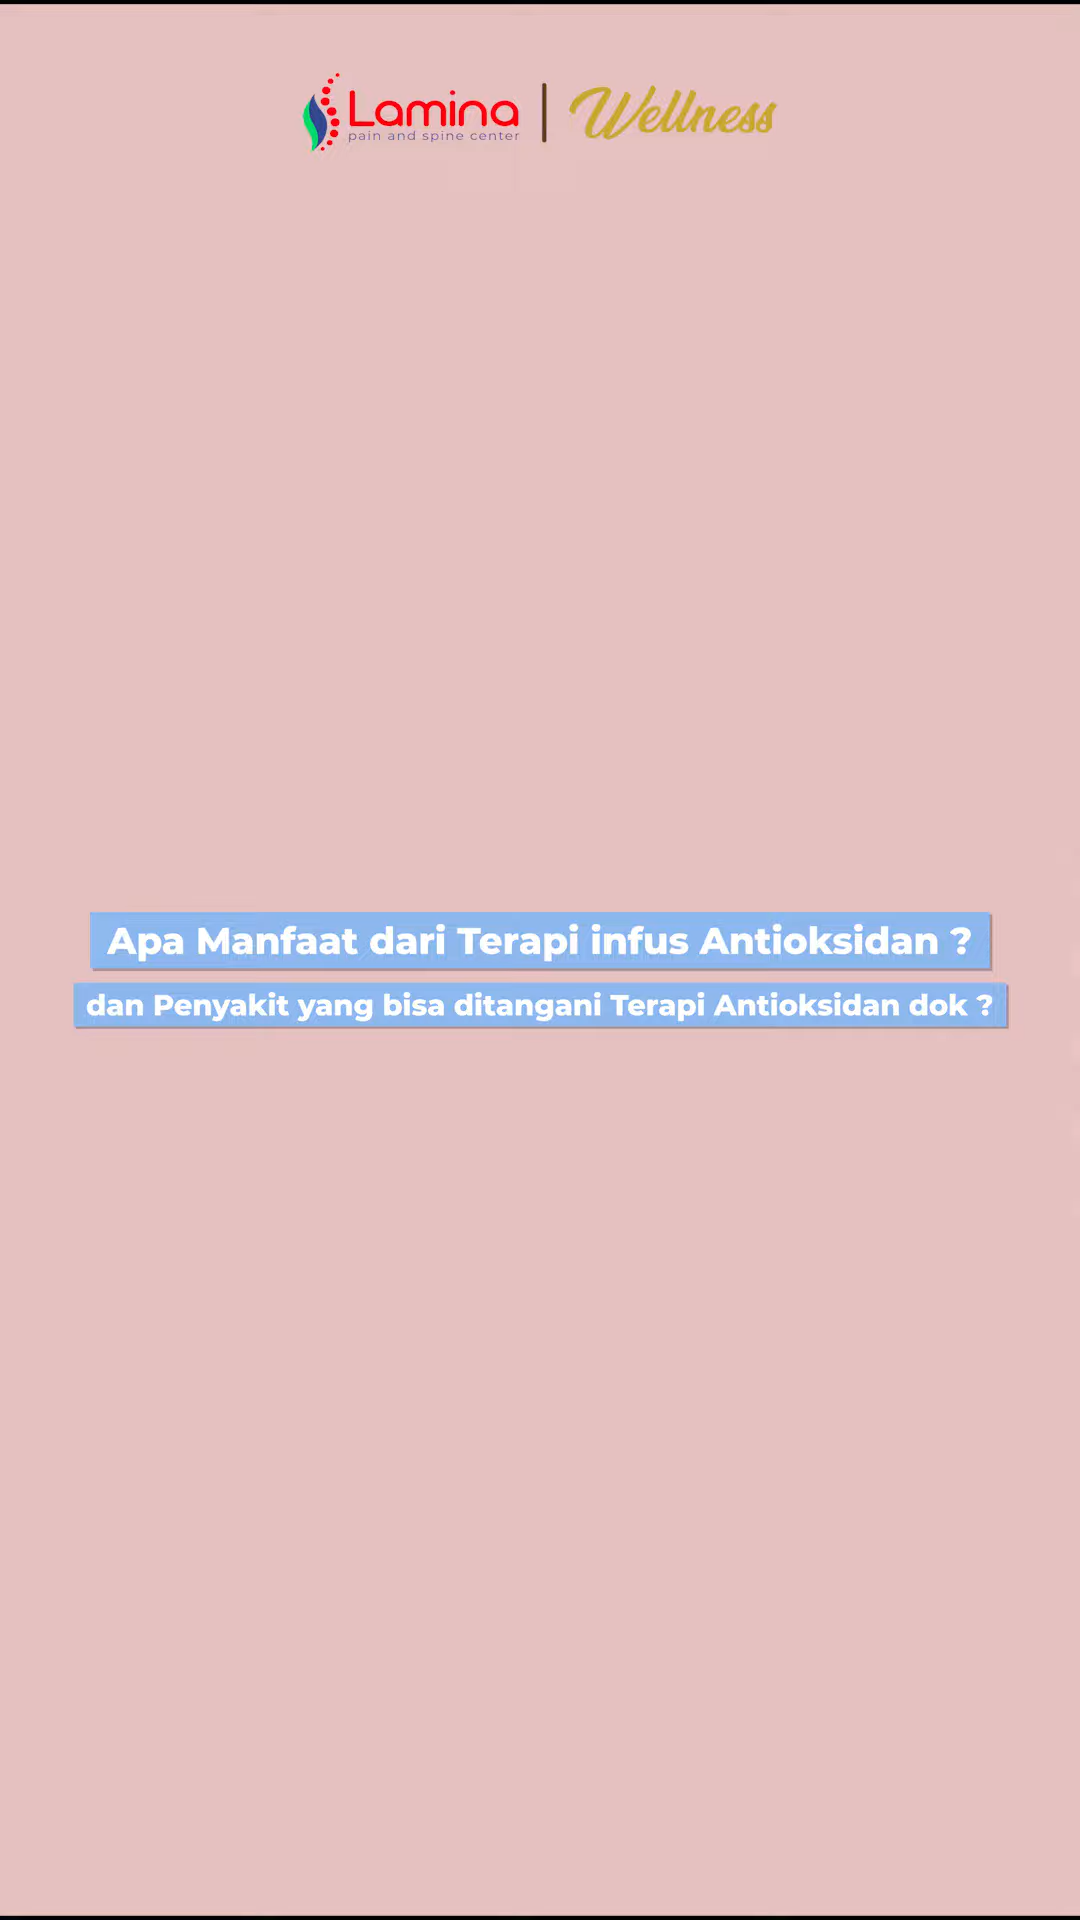 Lamina
pain and spine center
Wellness
Apa Manfaat dari Terapi infus Antioksidan ?
dan Penyakit yang bisa ditangani Terapi Antioksidan dok ?